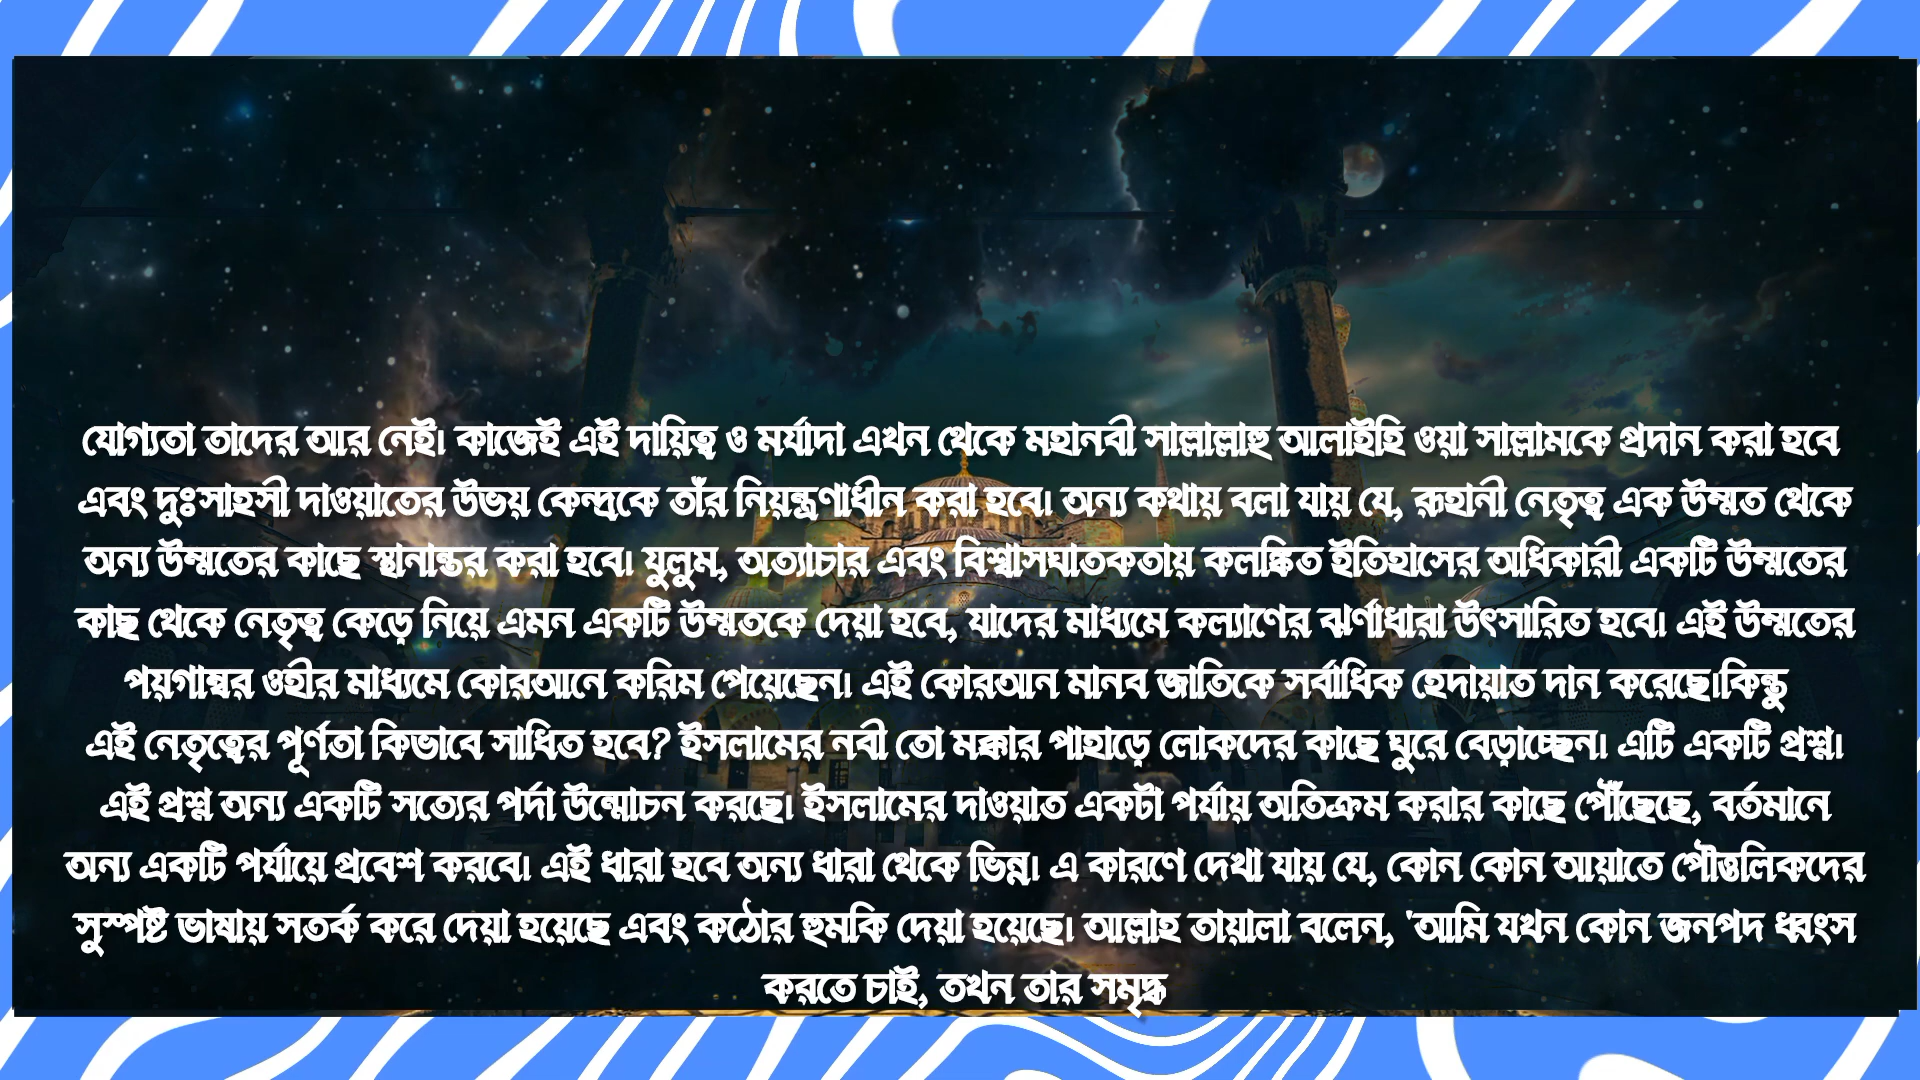 যোগ্যতা তাদের আর নেই। কাজেই এই দায়িত্ব ও মর্যাদা এখন থেকে মহানবী সাল্লাল্লাহু আলাইহি ওয়া সাল্লামকে প্রদান করা হবে
এবং দুঃসাহসী দাওয়াতের উভয় কেন্দ্রকে তাঁর নিয়ন্ত্রণাধীন করা হবে। অন্য কথায় বলা যায় যে, রূহানী নেতৃত্ব এক উম্মত থেকে
অন্য উম্মতের কাছে স্থানান্তর করা হবে। যুলুম, অত্যাচার এবং বিশ্বাসঘাতকতায় কলঙ্কিত ইতিহাসের অধিকারী একটি উম্মতের
কাছ থেকে নেতৃত্ব কেড়ে নিয়ে এমন একটি উম্মতকে দেয়া হবে, যাদের মাধ্যমে কল্যাণের ঝর্ণাধারা উৎসারিত হবে। এই উম্মতের
পয়গাম্বর ওহীর মাধ্যমে কোরআনে করিম পেয়েছেন। এই কোরআন মানব জাতিকে সর্বাধিক হেদায়াত দান করেছে।কিন্তু
এই নেতৃত্বের পূর্ণতা কিভাবে সাধিত হবে? ইসলামের নবী তো মক্কার পাহাড়ে লোকদের কাছে ঘুরে বেড়াচ্ছেন। এটি একটি প্রশ্ন।
এই প্রশ্ন অন্য একটি সত্যের পর্দা উন্মোচন করছে। ইসলামের দাওয়াত একটা পর্যায় অতিক্রম করার কাছে পৌঁছেছে, বর্তমানে
অন্য একটি পর্যায়ে প্রবেশ করবে। এই ধারা হবে অন্য ধারা থেকে ভিন্ন। এ কারণে দেখা যায় যে, কোন কোন আয়াতে পৌত্তলিকদের
সুস্পষ্ট ভাষায় সতর্ক করে দেয়া হয়েছে এবং কঠোর হুমকি দেয়া হয়েছে। আল্লাহ তায়ালা বলেন, 'আমি যখন কোন জনপদ ধ্বংস
করতে চাই, তখন তার সমৃদ্ধ